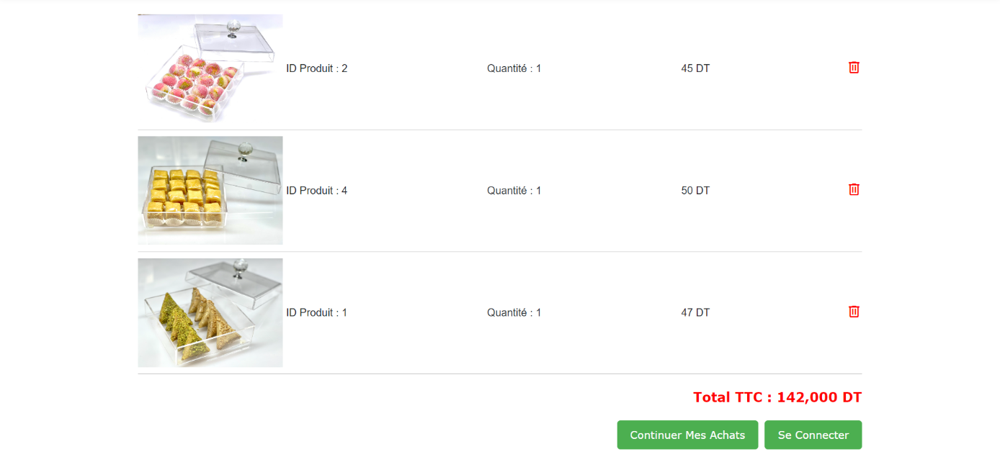 ID Produit : 2 Quantité : 1 45 DT
ID Produit : 4 Quantité : 1 50 DT
ID Produit : 1 Quantité : 1 47 DT
Total TTC : 142,000 DT
Continuer Mes Achats Se Connecter